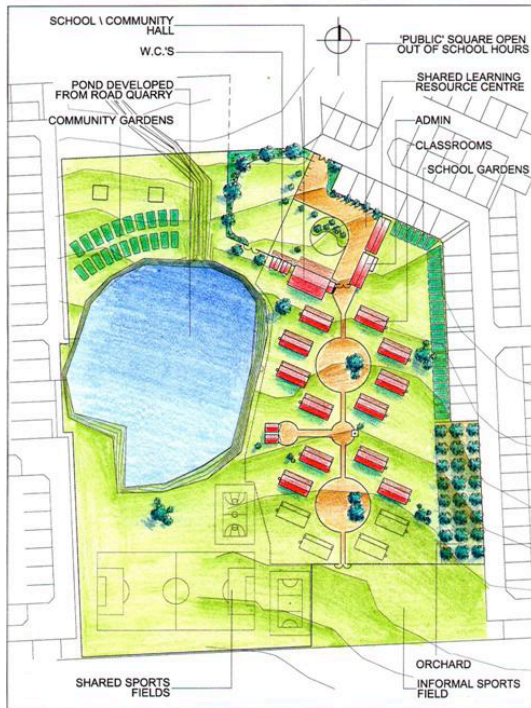 SCHOOL \ COMMUNITY
HALL
W.C.'S
POND DEVELOPED
FROM ROAD QUARRY
COMMUNITY GARDENS
'PUBLIC' SQUARE OPEN
OUT OF SCHOOL HOURS
SHARED LEARNING
RESOURCE CENTRE
ADMIN
CLASSROOMS
SCHOOL GARDENS
SHARED SPORTS
FIELDS
ORCHARD
INFORMAL SPORTS
FIELD